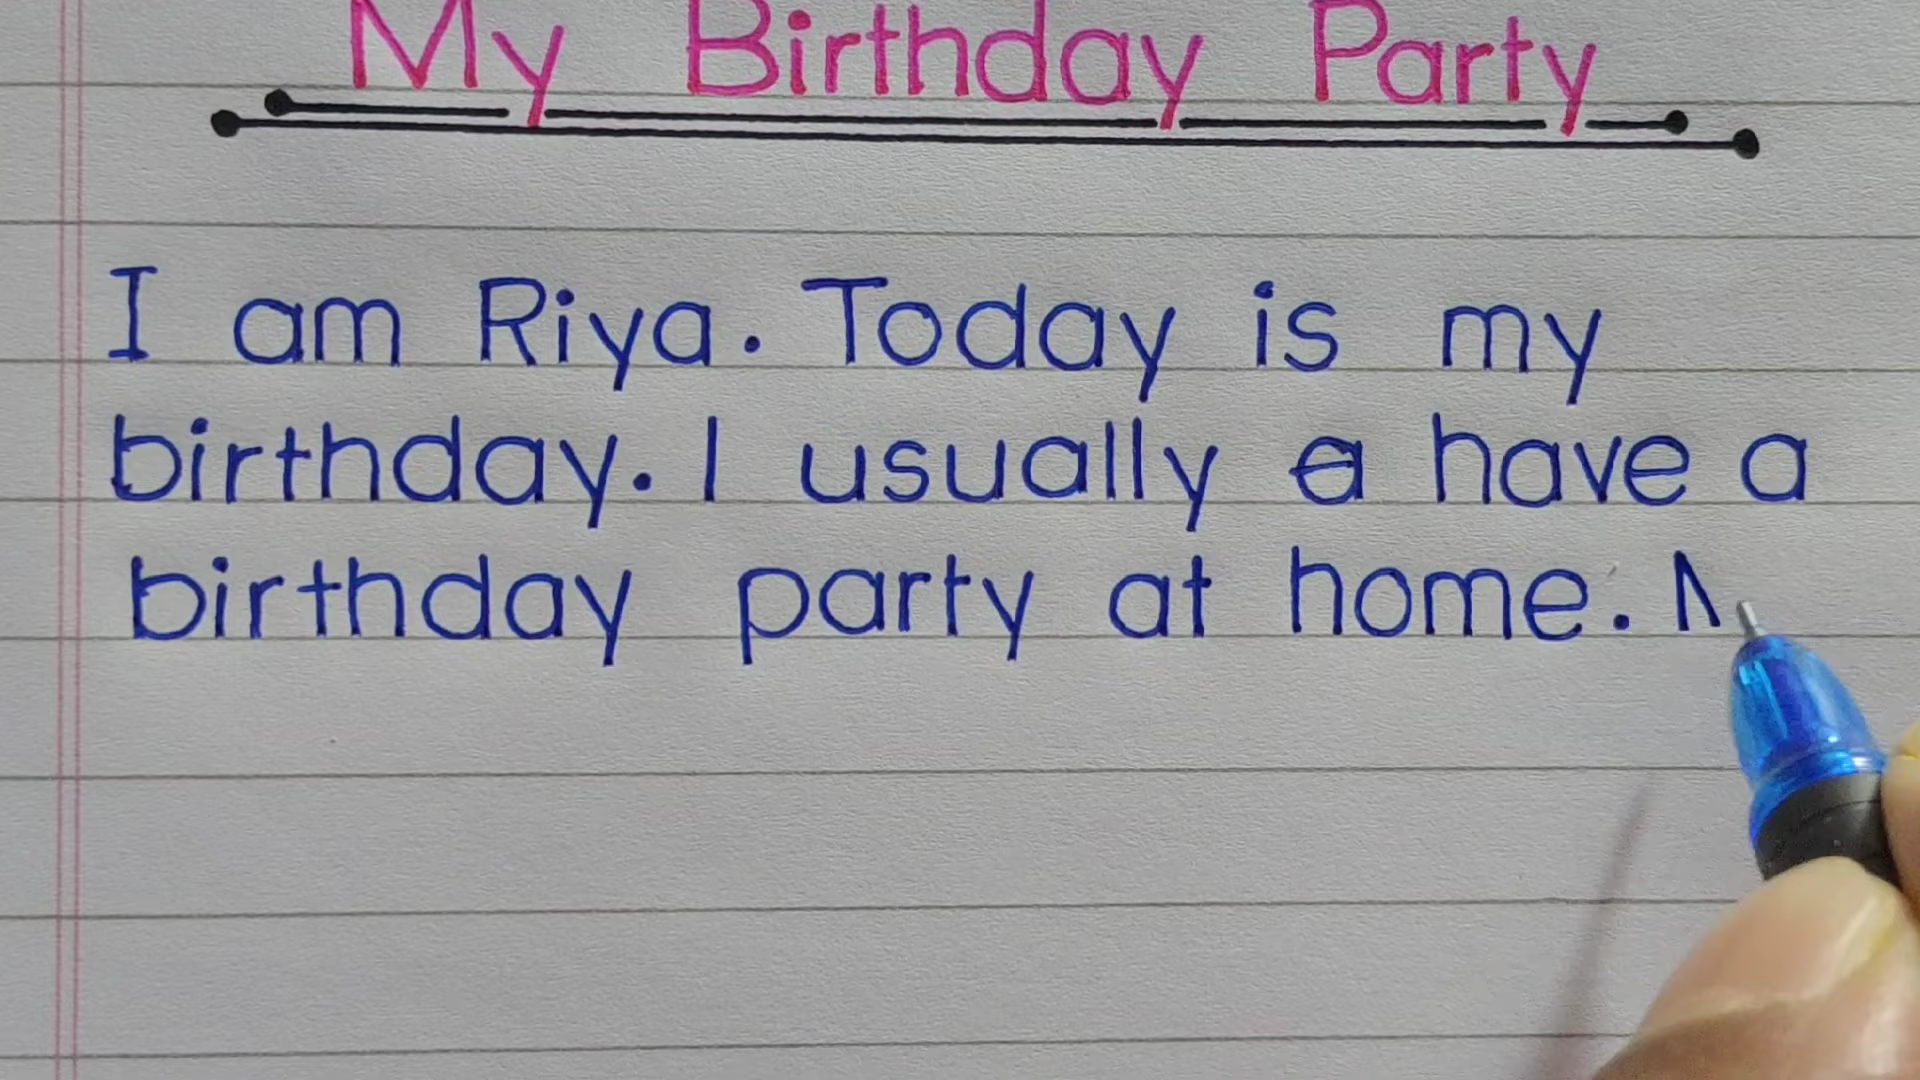 My Birthday Party
I am Riya. Today is my
birthday. I usually have a
birthday party at home.